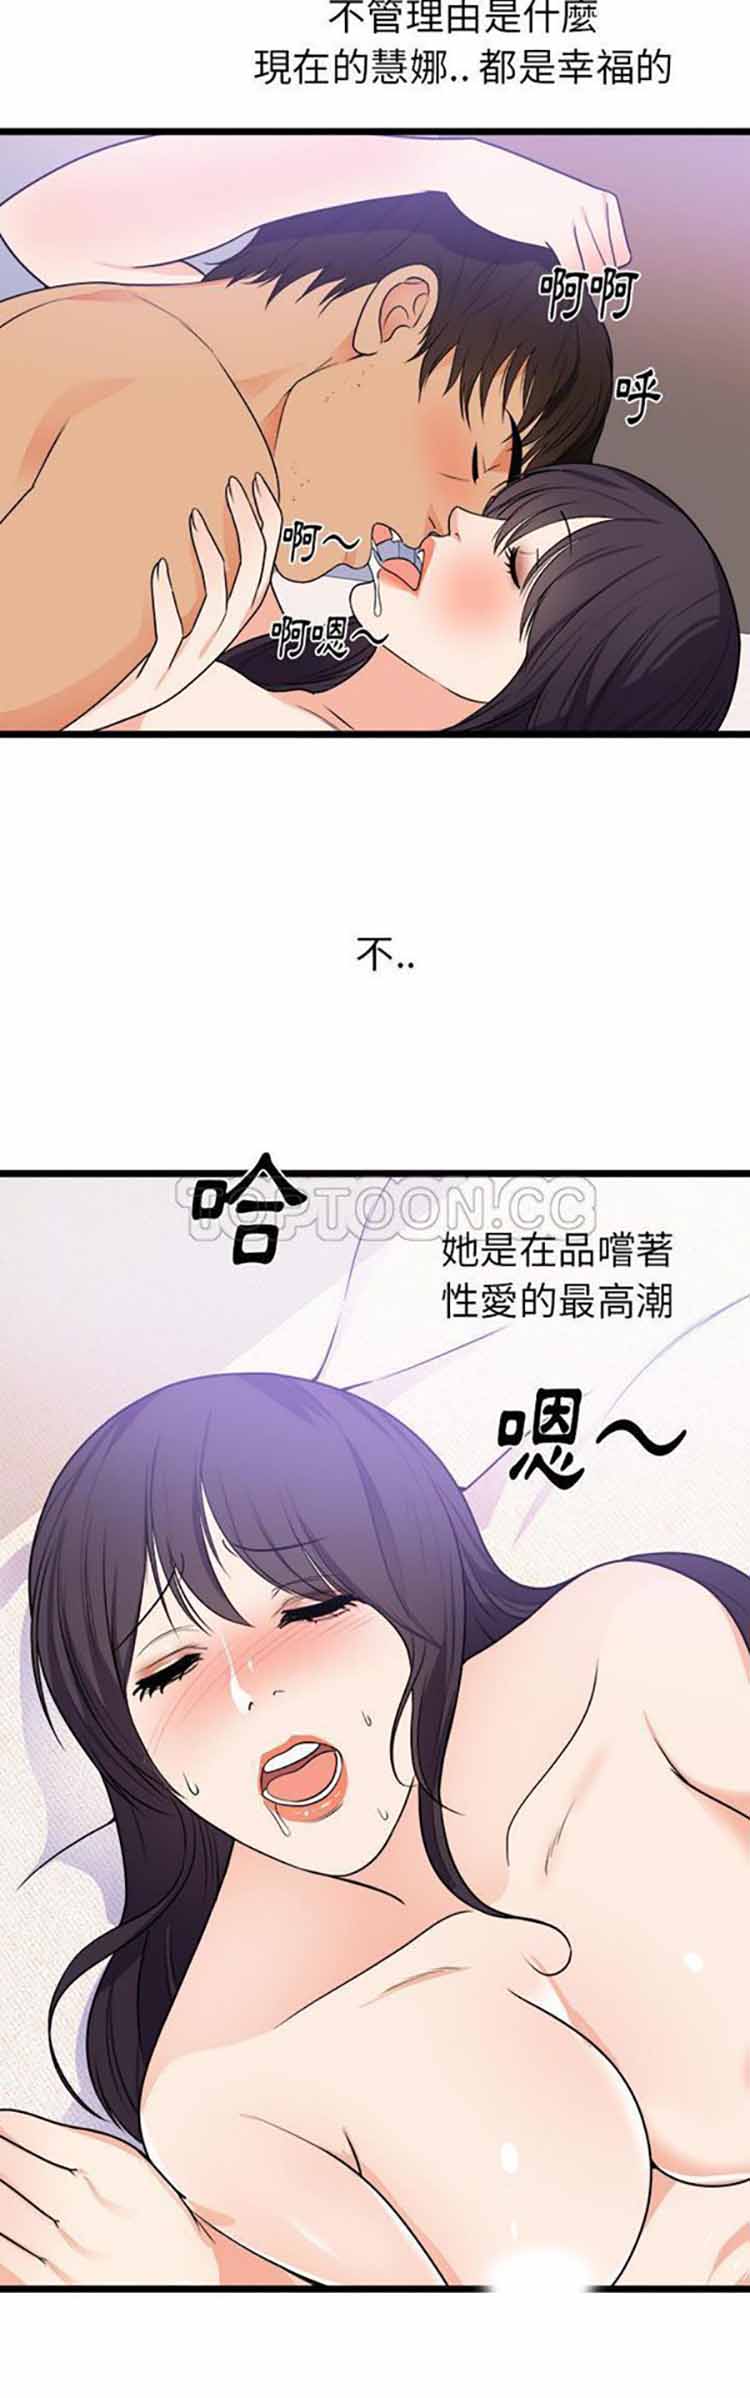 不管理由是什麼
現在的慧娜.. 都是幸福的
啊啊
呼
啊～
啊嗯～
不..
哈
TOPTOON.CC
她是在品嚐著
性愛的最高潮
嗯～